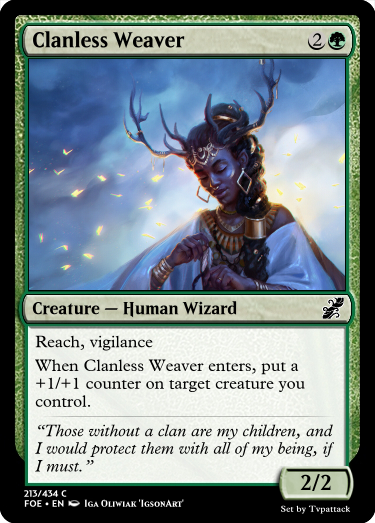 Clanless Weaver 2
Creature — Human Wizard
Reach, vigilance
When Clanless Weaver enters, put a
+1/+1 counter on target creature you
control.
“Those without a clan are my children, and
I would protect them with all of my being, if
I must.”
2/2
213/434 C
FOE • EN Iga Oliwiak 'IgsonArt'
Set by Tvpattack